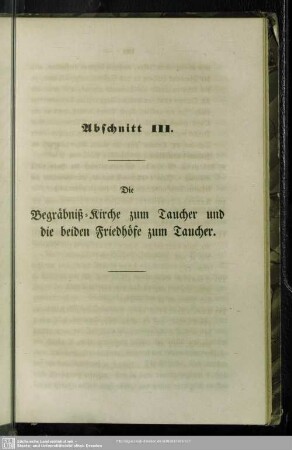 Abschnitt III.
Die
Begräbniß-Kirche zum Taucher und
die beiden Friedhöfe zum Taucher.